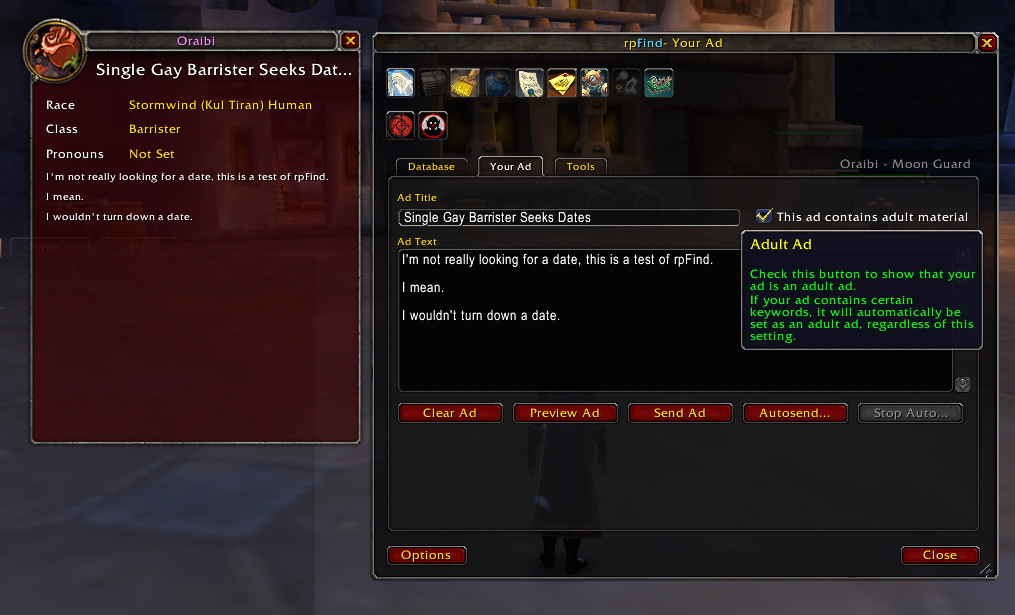 Oraibi
Single Gay Barrister Seeks Dat...
Race Stormwind (Kul Tiran) Human
Class Barrister
Pronouns Not Set
I'm not really looking for a date, this is a test of rpFind.
I mean.
I wouldn't turn down a date.
rpFind - Your Ad
Database Your Ad Tools
Oraibi - Moon Guard
Ad Title
Single Gay Barrister Seeks Dates
This ad contains adult material
Ad Text
I'm not really looking for a date, this is a test of rpFind.
I mean.
I wouldn't turn down a date.
Adult Ad
Check this button to show that your
ad is an adult ad.
If your ad contains certain
keywords, it will automatically be
set as an adult ad, regardless of this
setting.
Clear Ad Preview Ad Send Ad Autosend... Stop Auto...
Options Close